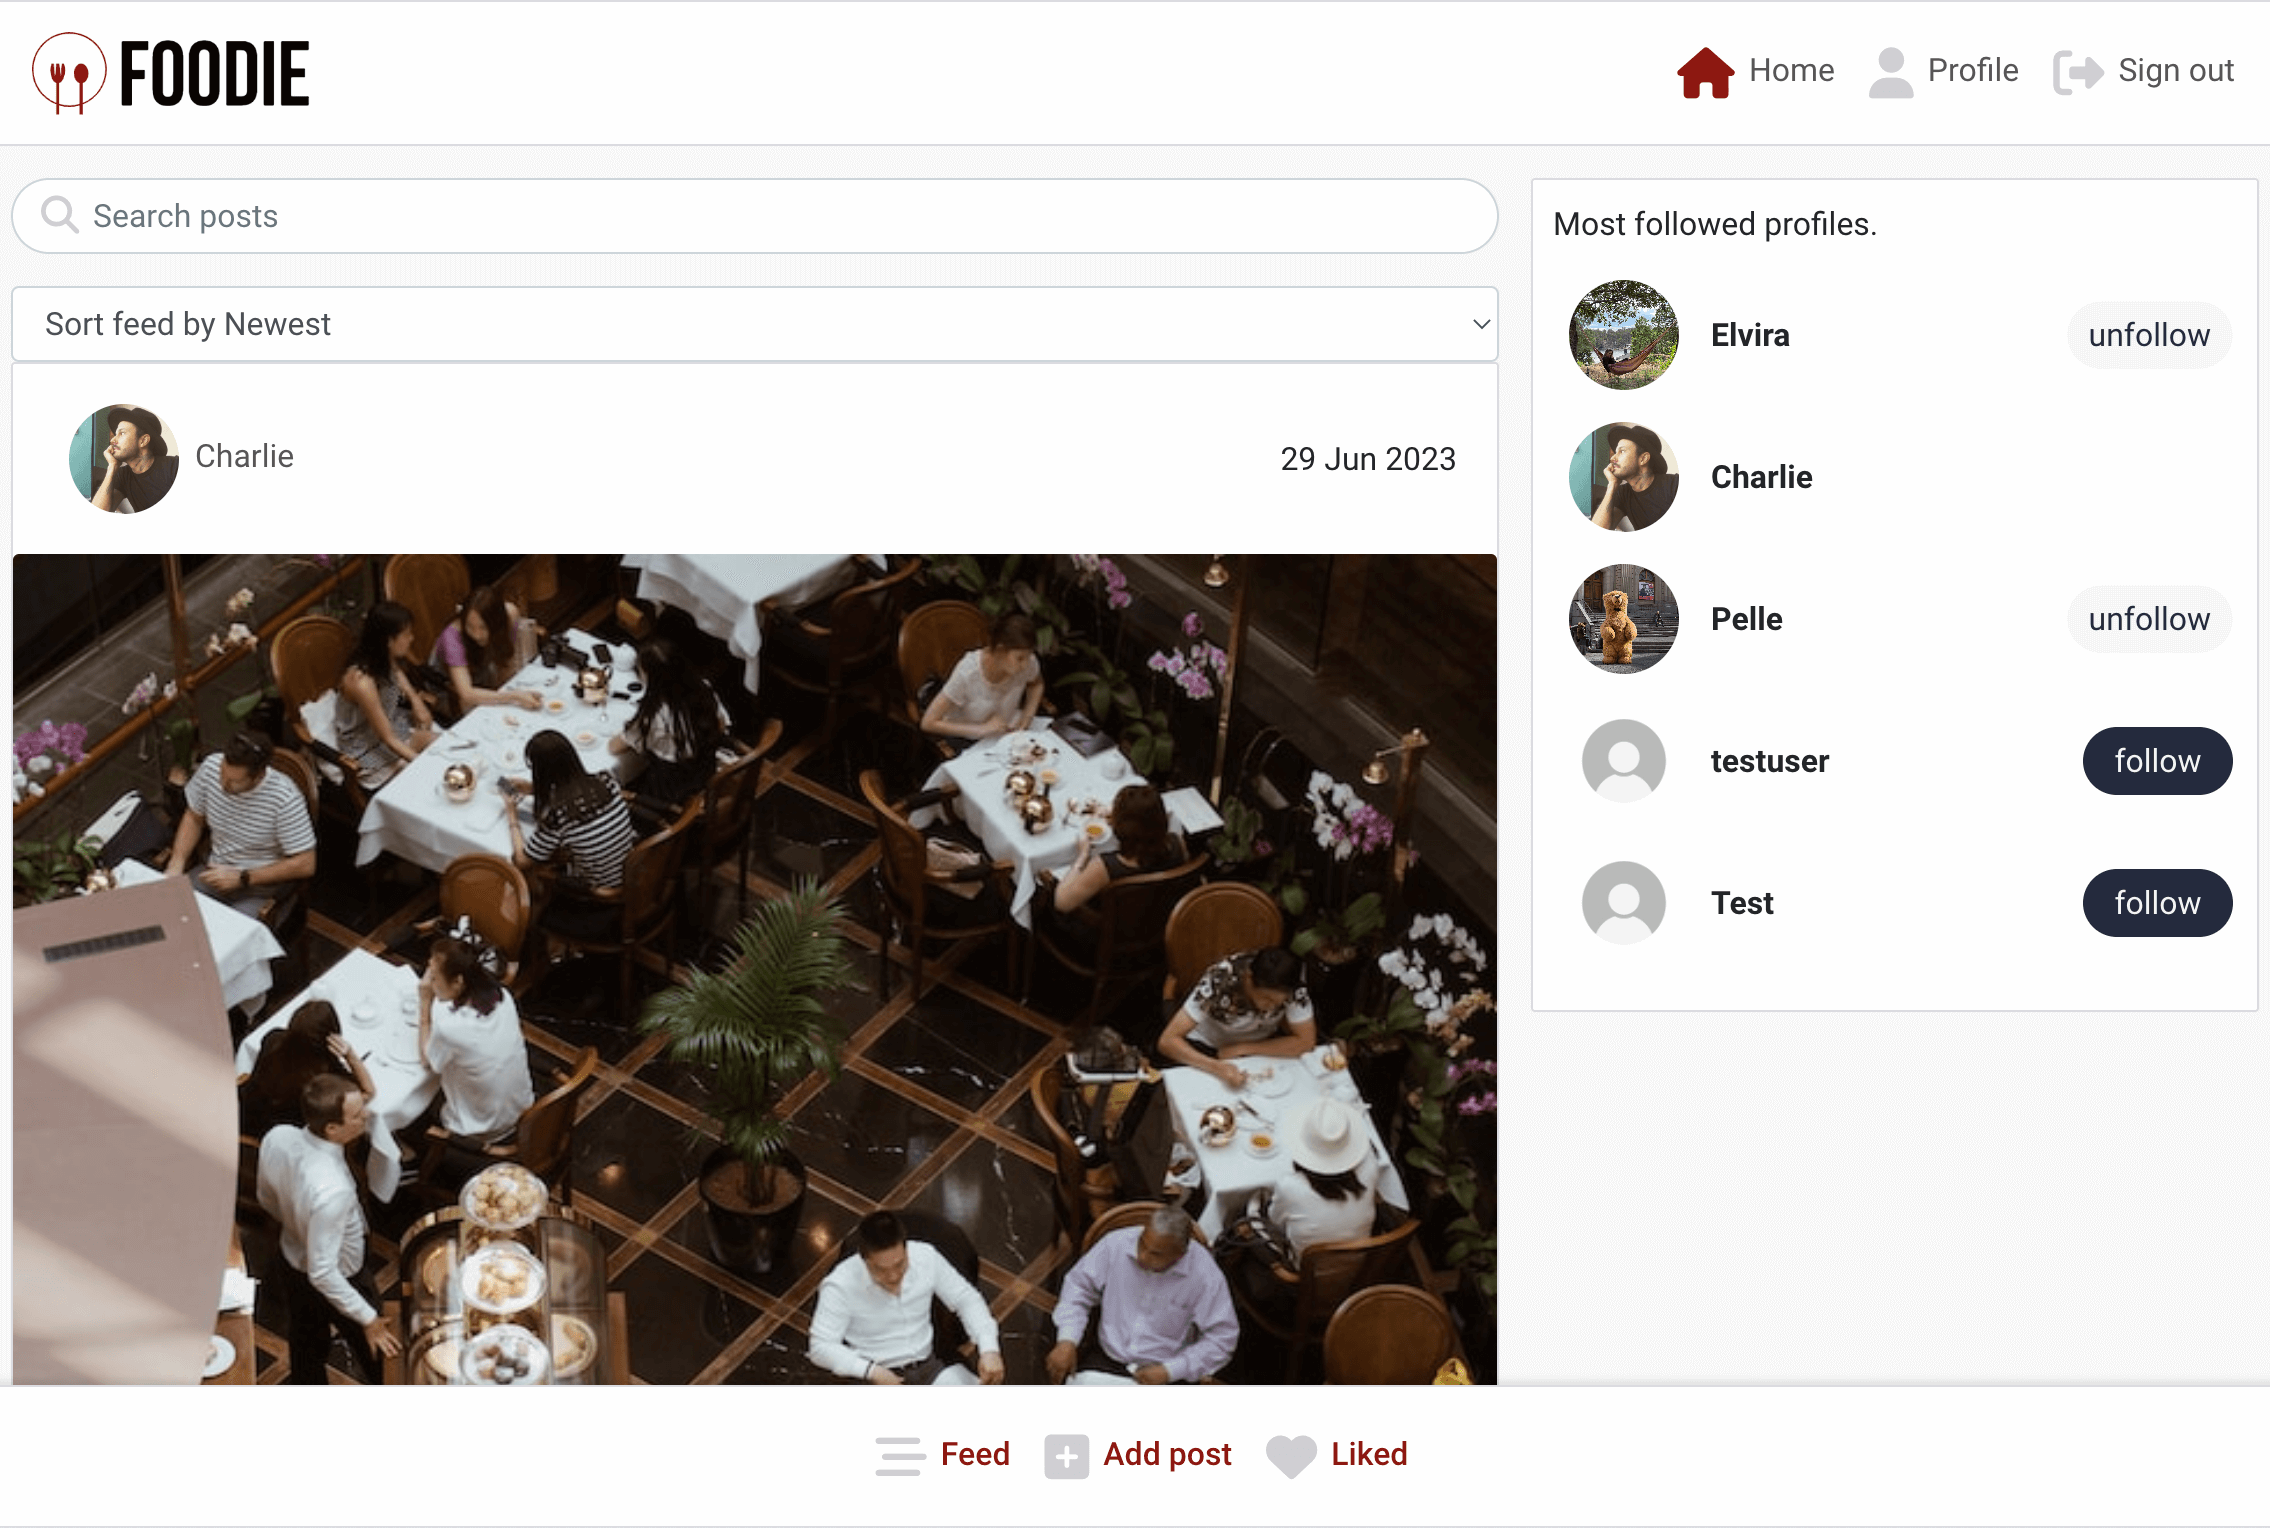 FOODIE
Home
Profile
Sign out
Search posts
Sort feed by Newest
Charlie
29 Jun 2023
Most followed profiles.
Elvira
unfollow
Charlie
Pelle
unfollow
testuser
follow
Test
follow
Feed
Add post
Liked